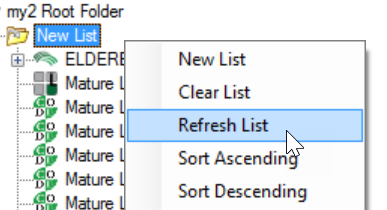 my2 Root Folder
New List
ELDERE
Mature L
Mature L
Mature L
Mature L
Mature L
Mature L
New List
Clear List
Refresh List
Sort Ascending
Sort Descending